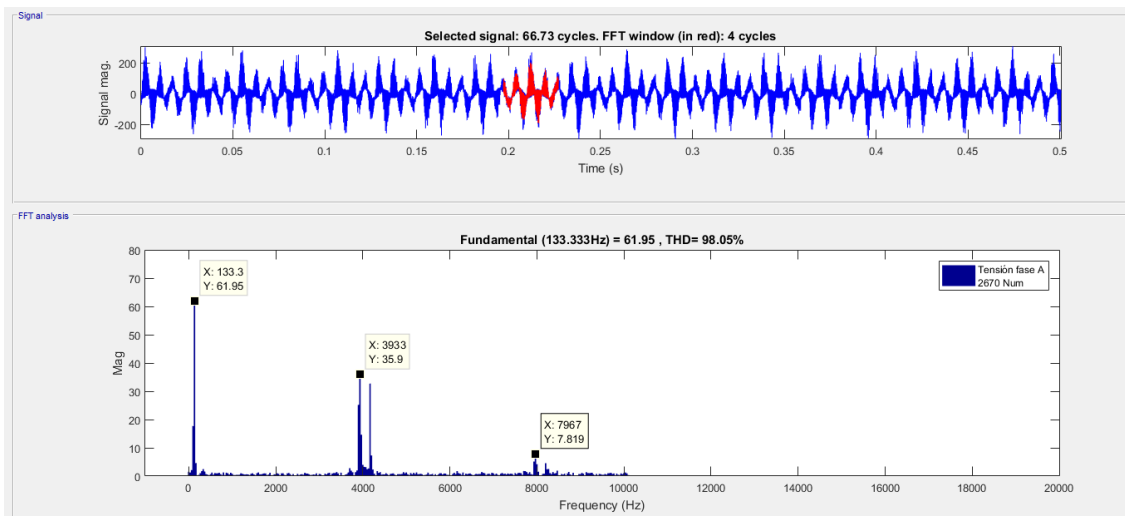 Signal
Selected signal: 66.73 cycles. FFT window (in red): 4 cycles
200
0
-200
Signal mag.
0
0.05
0.1
0.15
0.2
0.25
0.3
0.35
0.4
0.45
0.5
Time (s)
FFT analysis
Fundamental (133.333Hz) = 61.95 , THD= 98.05%
80
70
60
50
40
30
20
10
0
Mag
X: 133.3
Y: 61.95
X: 3933
Y: 35.9
X: 7967
Y: 7.819
Tensión fase A
2670 Num
0
2000
4000
6000
8000
10000
12000
14000
16000
18000
20000
Frequency (Hz)